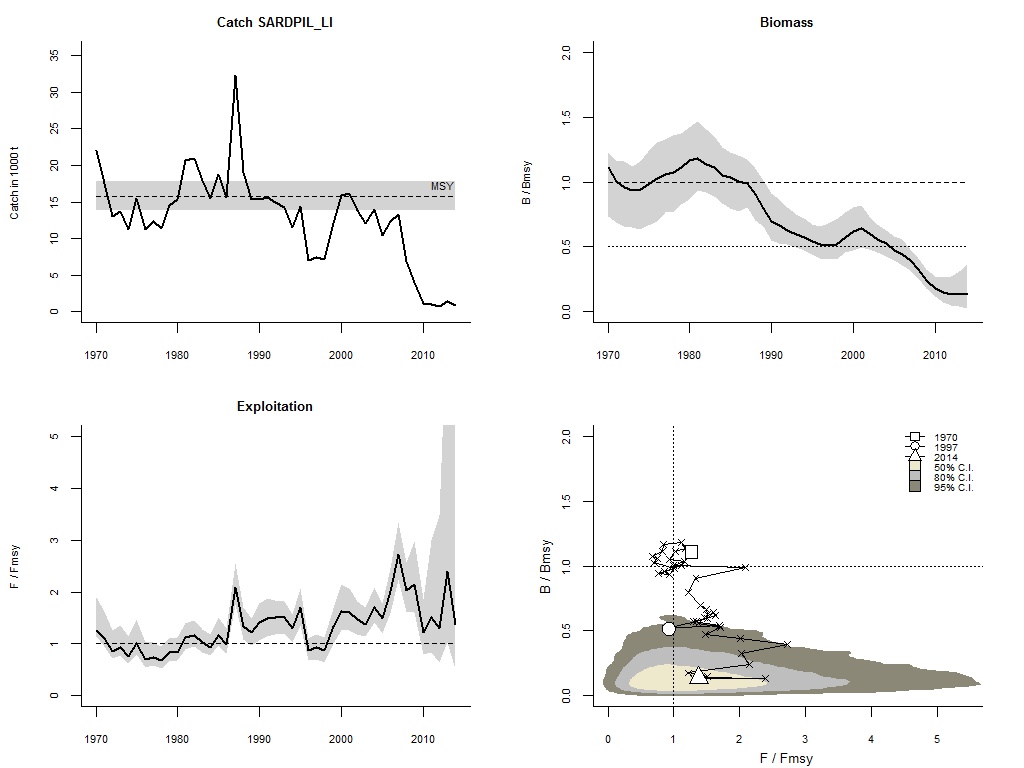 Catch SARDPIL_LI
Catch in 1000 t
35
30
25
20
15
10
5
0
MSY
1970 1980 1990 2000 2010
Biomass
B / Bmsy
2.0
1.5
1.0
0.5
0.0
1970 1980 1990 2000 2010
Exploitation
F / Fmsy
5
4
3
2
1
0
1970 1980 1990 2000 2010
B / Bmsy
2.0
1.5
1.0
0.5
0.0
1970
1997
2014
50% C.I.
80% C.I.
95% C.I.
0 1 2 3 4 5
F / Fmsy